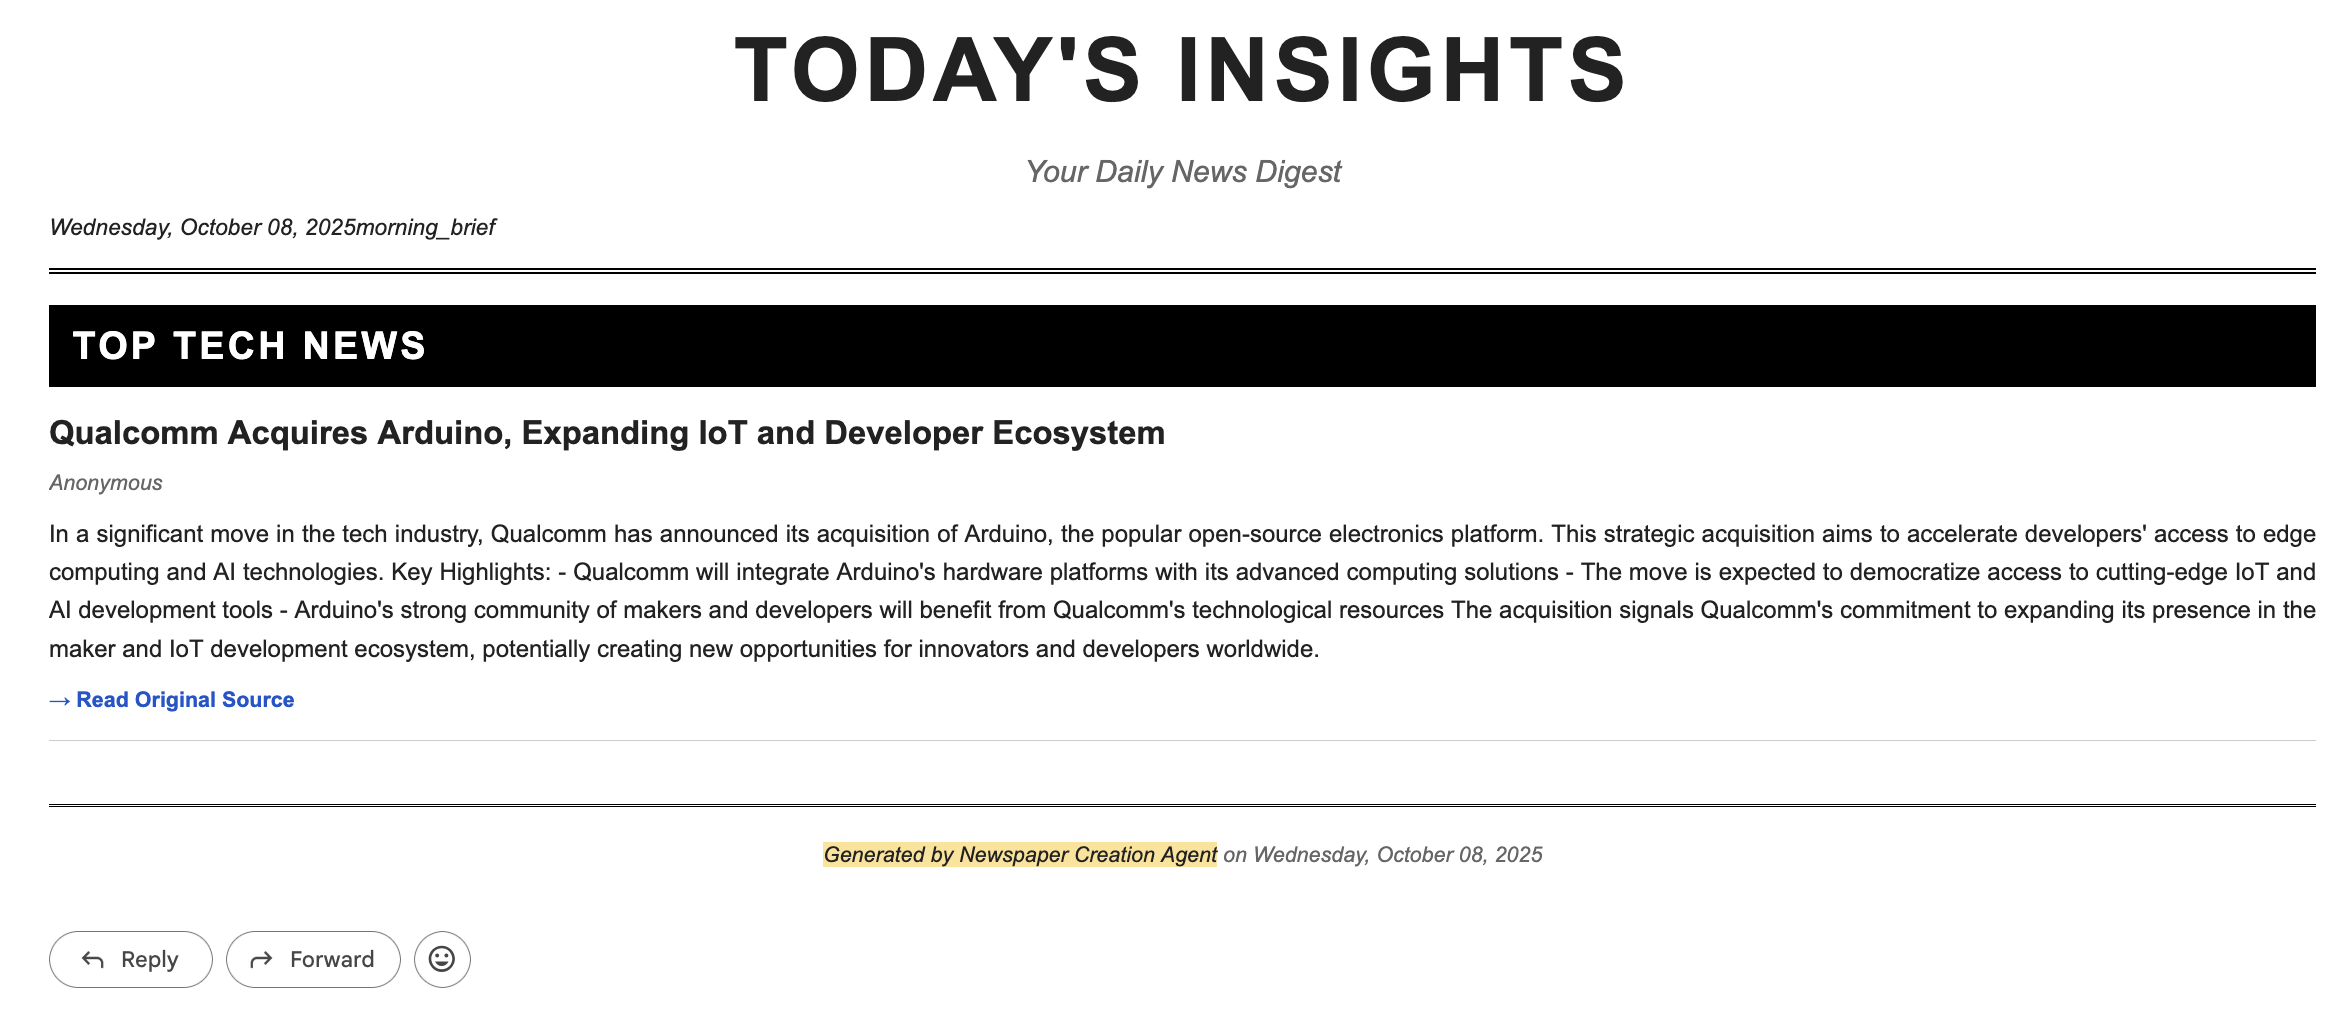 TODAY'S INSIGHTS
Your Daily News Digest
Wednesday, October 08, 2025morning_brief
TOP TECH NEWS
Qualcomm Acquires Arduino, Expanding IoT and Developer Ecosystem
Anonymous
In a significant move in the tech industry, Qualcomm has announced its acquisition of Arduino, the popular open-source electronics platform. This strategic acquisition aims to accelerate developers' access to edge
computing and AI technologies. Key Highlights: - Qualcomm will integrate Arduino's hardware platforms with its advanced computing solutions - The move is expected to democratize access to cutting-edge IoT and
AI development tools - Arduino's strong community of makers and developers will benefit from Qualcomm's technological resources The acquisition signals Qualcomm's commitment to expanding its presence in the
maker and IoT development ecosystem, potentially creating new opportunities for innovators and developers worldwide.
→ Read Original Source
Generated by Newspaper Creation Agent on Wednesday, October 08, 2025
Reply Forward